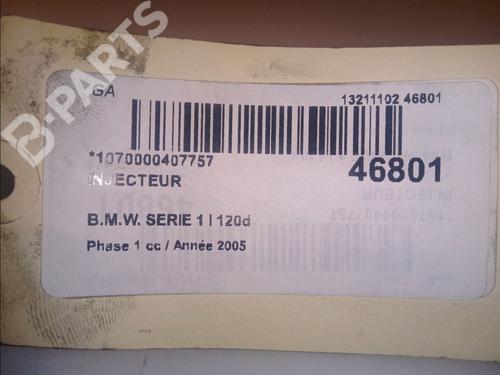 B-PARTS
GA
13211102 46801
*1070000407757
46801
INJECTEUR
B.M.W. SERIE 1 I 120d
Phase 1 cc / Année 2005